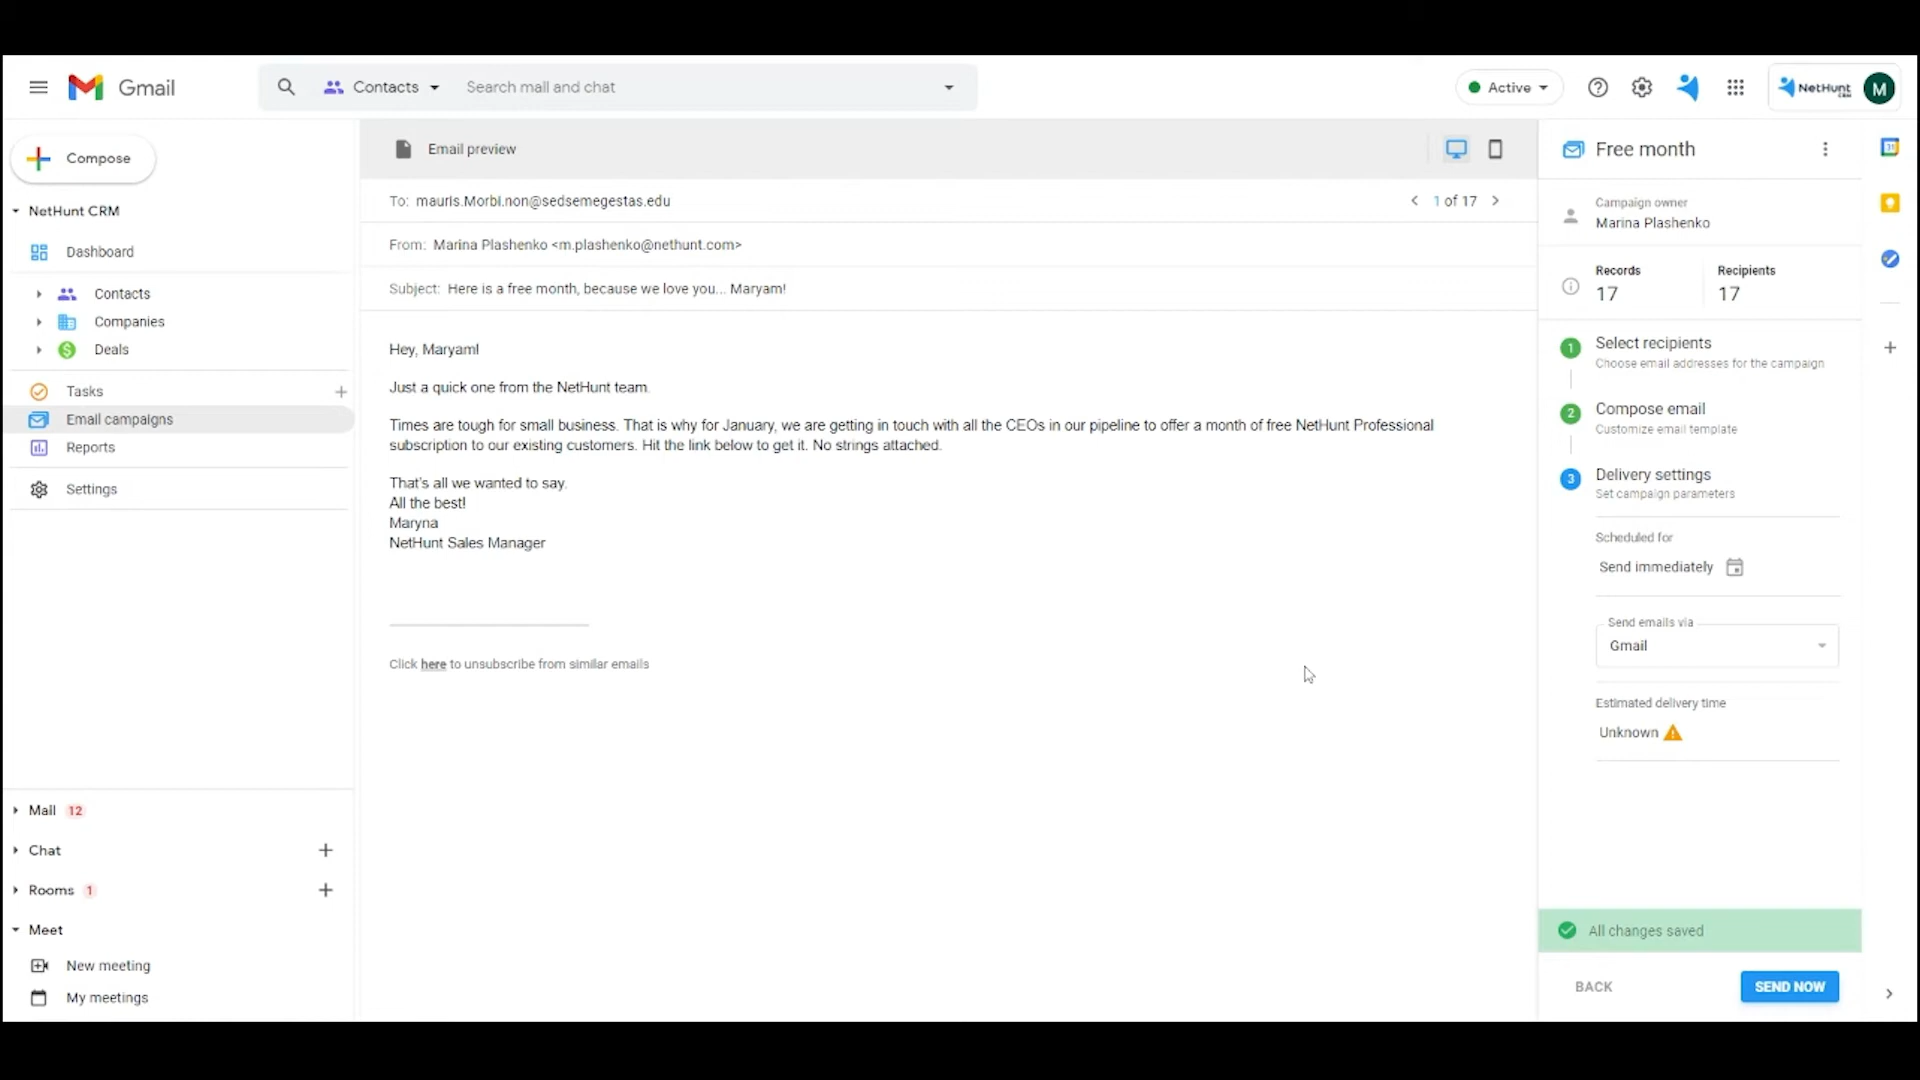 Gmail
Contacts
Search mail and chat
Active
NetHunt
CRM
M
Compose
NetHunt CRM
Dashboard
Contacts
Companies
Deals
Tasks
Email campaigns
Reports
Settings
Mail 12
Chat
Rooms 1
Meet
New meeting
My meetings
Email preview
To: mauris.Morbi.non@sedsemegestas.edu
1 of 17
From: Marina Plashenko <m.plashenko@nethunt.com>
Subject: Here is a free month, because we love you... Maryam!
Hey, Maryam!
Just a quick one from the NetHunt team.
Times are tough for small business. That is why for January, we are getting in touch with all the CEOs in our pipeline to offer a month of free NetHunt Professional
subscription to our existing customers. Hit the link below to get it. No strings attached.
That's all we wanted to say.
All the best!
Maryna
NetHunt Sales Manager
Click here to unsubscribe from similar emails
Free month
Campaign owner
Marina Plashenko
Records
17
Recipients
17
1 Select recipients
Choose email addresses for the campaign
2 Compose email
Customize email template
3 Delivery settings
Set campaign parameters
Scheduled for
Send immediately
Send emails via
Gmail
Estimated delivery time
Unknown
All changes saved
BACK
SEND NOW
31